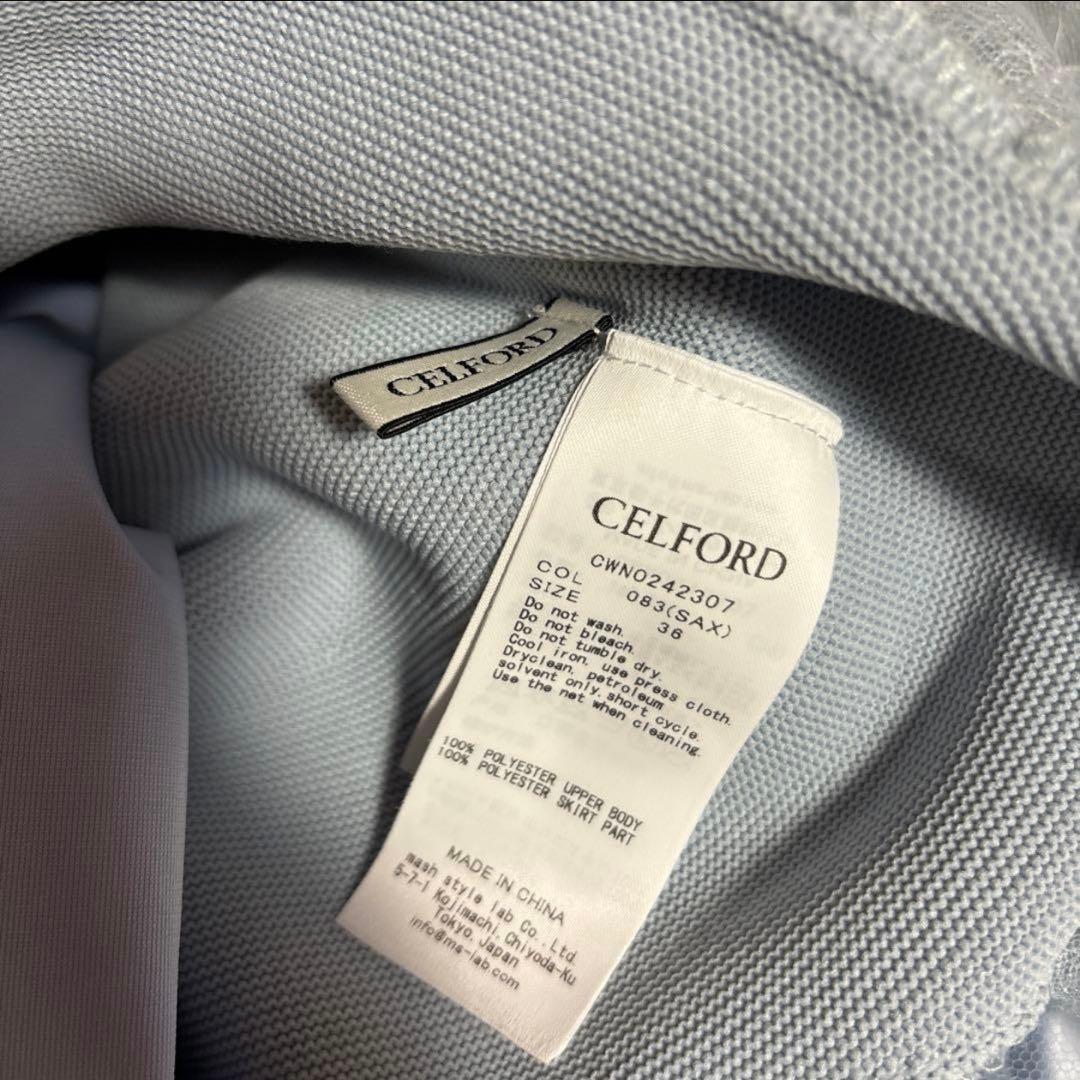 CELFORD
CELFORD
CWNO242307
COL 083(SAX)
SIZE 36
Do not wash.
Do not bleach.
Do not tumble dry.
Cool iron, use press cloth.
Dryclean, petroleum
solvent only, short cycle.
Use the net when cleaning.
100% POLYESTER UPPER BODY
100% POLYESTER SKIRT PART
MADE IN CHINA
mash style lab Co., Ltd.
5-7-1 Kojimachi, Chiyoda-Ku
Tokyo, Japan
info@ms-lab.com